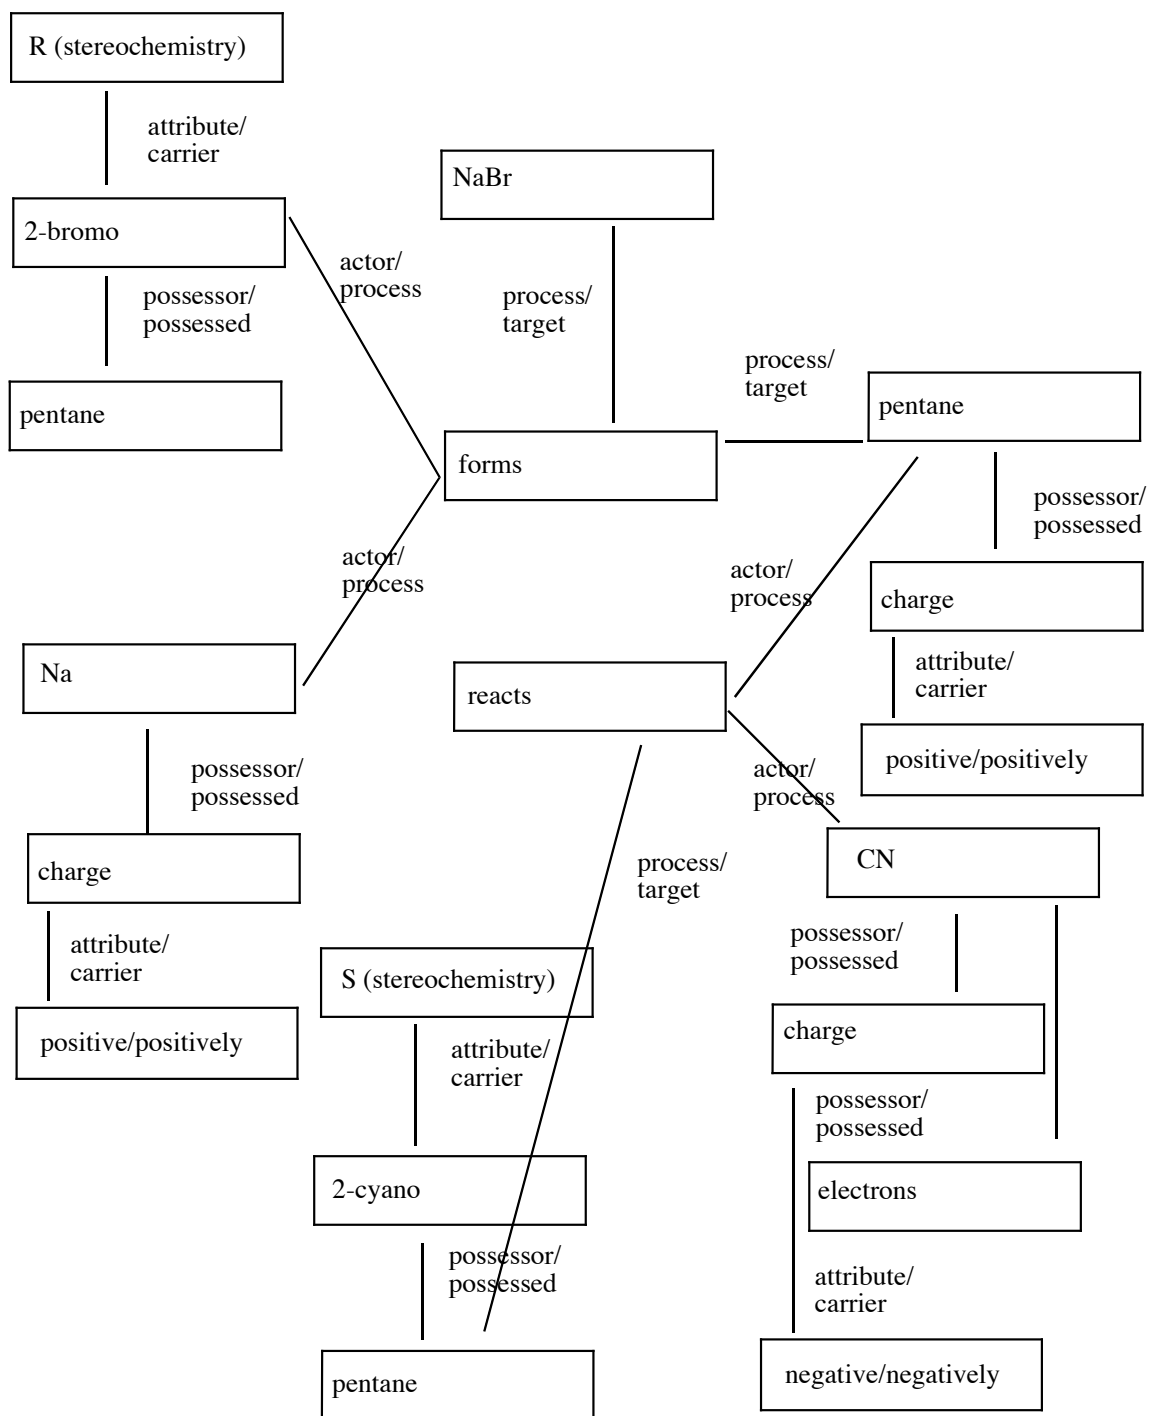 R (stereochemistry)
attribute/
carrier
NaBr
2-bromo
actor/
process
possessor/
possessed
process/
target
process/
target
pentane
pentane
forms
possessor/
possessed
actor/
process
actor/
process
charge
attribute/
carrier
Na
reacts
positive/positively
possessor/
possessed
actor/
process
CN
charge
process/
target
attribute/
carrier
possessor/
possessed
S (stereochemistry)
positive/positively
charge
attribute/
carrier
possessor/
possessed
2-cyano
electrons
possessor/
possessed
attribute/
carrier
pentane
negative/negatively